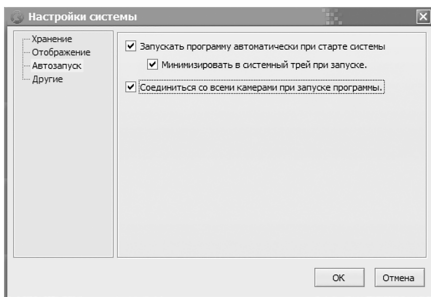 Настройки системы
Хранение
Отображение
Автозапуск
Другие
Запускать программу автоматически при старте системы
Минимизировать в системный трей при запуске.
Соединиться со всеми камерами при запуске программы.
OK
Отмена